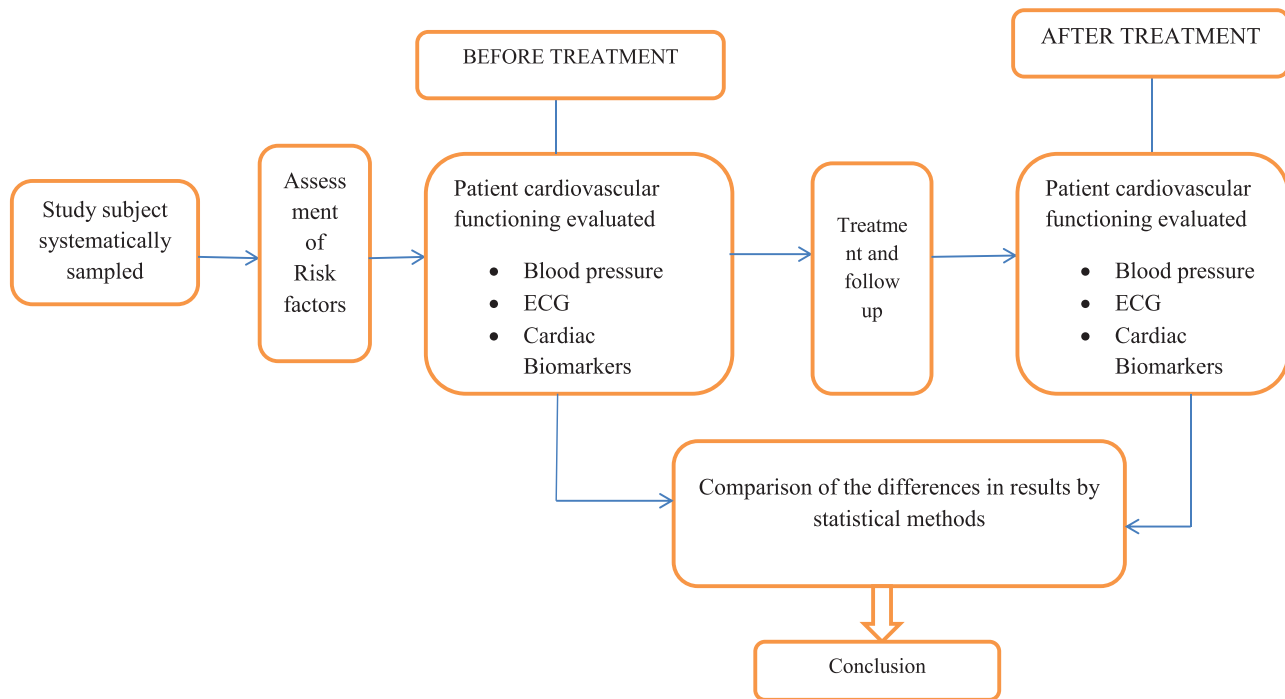 BEFORE TREATMENT
AFTER TREATMENT
Study subject
systematically
sampled
Assess
ment
of
Risk
factors
Patient cardiovascular
functioning evaluated
• Blood pressure
• ECG
• Cardiac
Biomarkers
Treatme
nt and
follow
up
Patient cardiovascular
functioning evaluated
• Blood pressure
• ECG
• Cardiac
Biomarkers
Comparison of the differences in results by
statistical methods
Conclusion